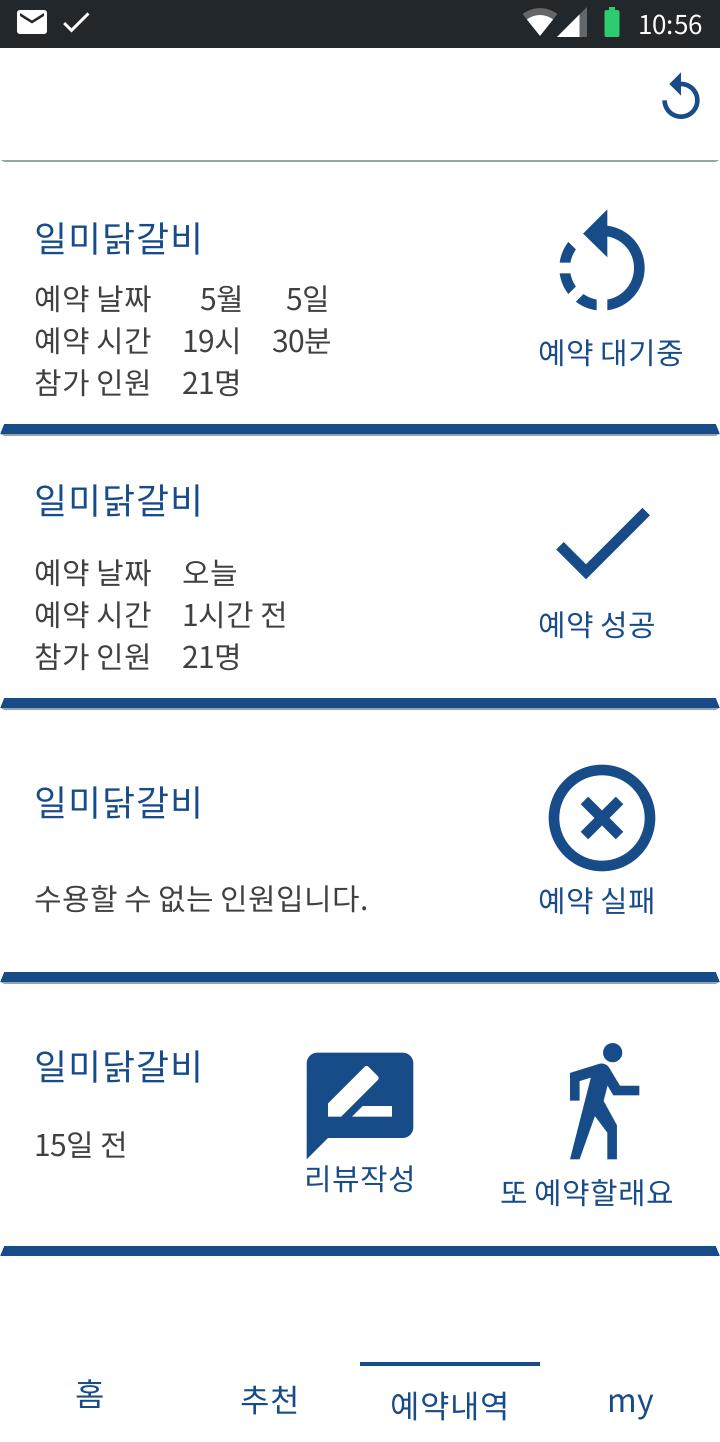 10:56
일미닭갈비
예약 날짜 5월 5일
예약 시간 19시 30분
참가 인원 21명
예약 대기중
일미닭갈비
예약 날짜 오늘
예약 시간 1시간 전
참가 인원 21명
예약 성공
일미닭갈비
수용할 수 없는 인원입니다.
예약 실패
일미닭갈비
15일 전
리뷰작성
또 예약할래요
홈 추천 예약내역 my